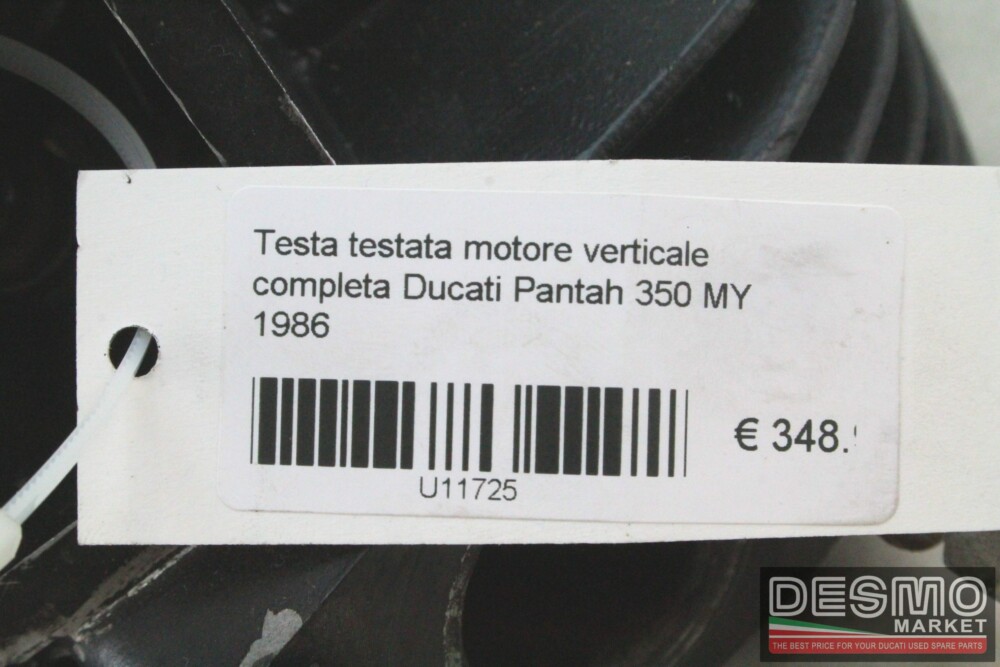 Testa testata motore verticale
completa Ducati Pantah 350 MY
1986
€ 348.
U11725
DESMO
MARKET
THE BEST PRICE FOR YOUR DUCATI USED SPARE PARTS